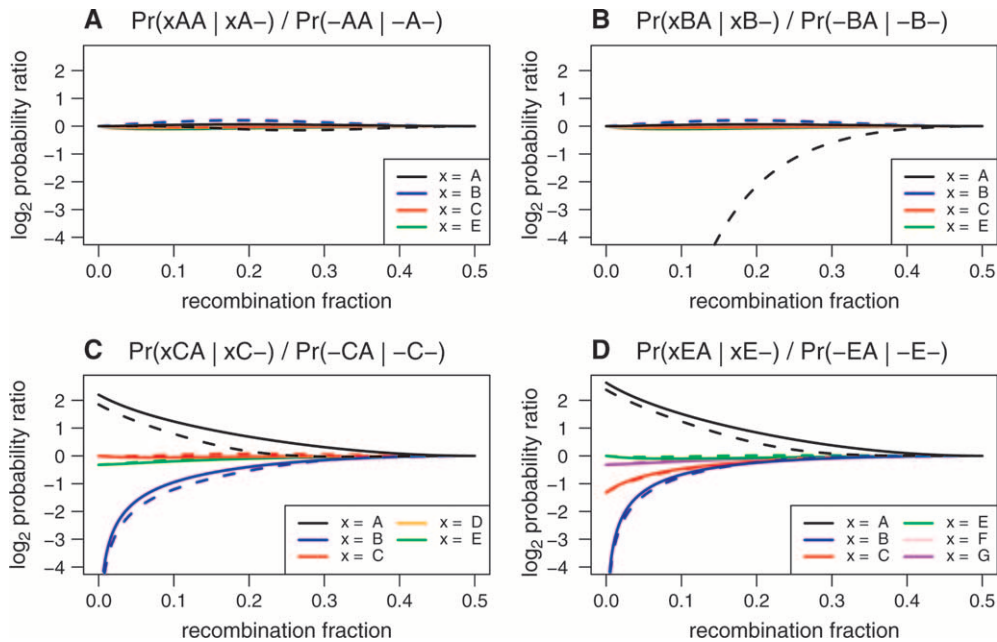 A Pr(xAA | xA–) / Pr(–AA | –A–)
log2 probability ratio
2
1
0
−1
−2
−3
−4
x = A
x = B
x = C
x = E
0.0 0.1 0.2 0.3 0.4 0.5
recombination fraction
B Pr(xBA | xB–) / Pr(–BA | –B–)
log2 probability ratio
2
1
0
−1
−2
−3
−4
x = A
x = B
x = C
x = E
0.0 0.1 0.2 0.3 0.4 0.5
recombination fraction
C Pr(xCA | xC–) / Pr(–CA | –C–)
log2 probability ratio
2
1
0
−1
−2
−3
−4
x = A x = D
x = B x = E
x = C
0.0 0.1 0.2 0.3 0.4 0.5
recombination fraction
D Pr(xEA | xE–) / Pr(–EA | –E–)
log2 probability ratio
2
1
0
−1
−2
−3
−4
x = A x = E
x = B x = F
x = C x = G
0.0 0.1 0.2 0.3 0.4 0.5
recombination fraction